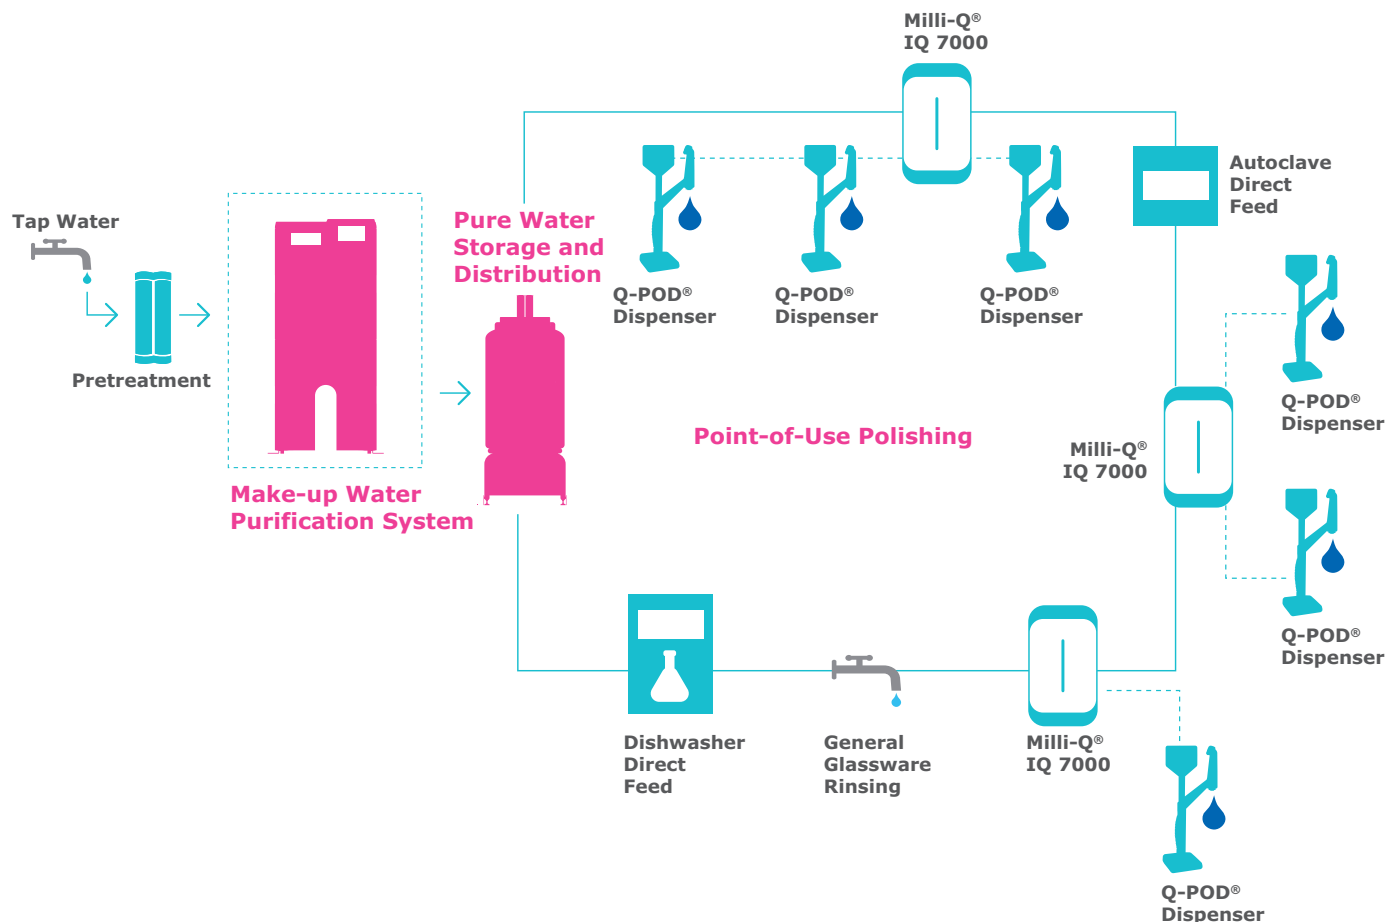 Milli-Q®
IQ 7000
Autoclave
Direct
Feed
Tap Water
Pure Water
Storage and
Distribution
Q-POD®
Dispenser
Q-POD®
Dispenser
Q-POD®
Dispenser
Pretreatment
Q-POD®
Dispenser
Point-of-Use Polishing
Milli-Q®
IQ 7000
Make-up Water
Purification System
Q-POD®
Dispenser
Dishwasher
Direct
Feed
General
Glassware
Rinsing
Milli-Q®
IQ 7000
Q-POD®
Dispenser